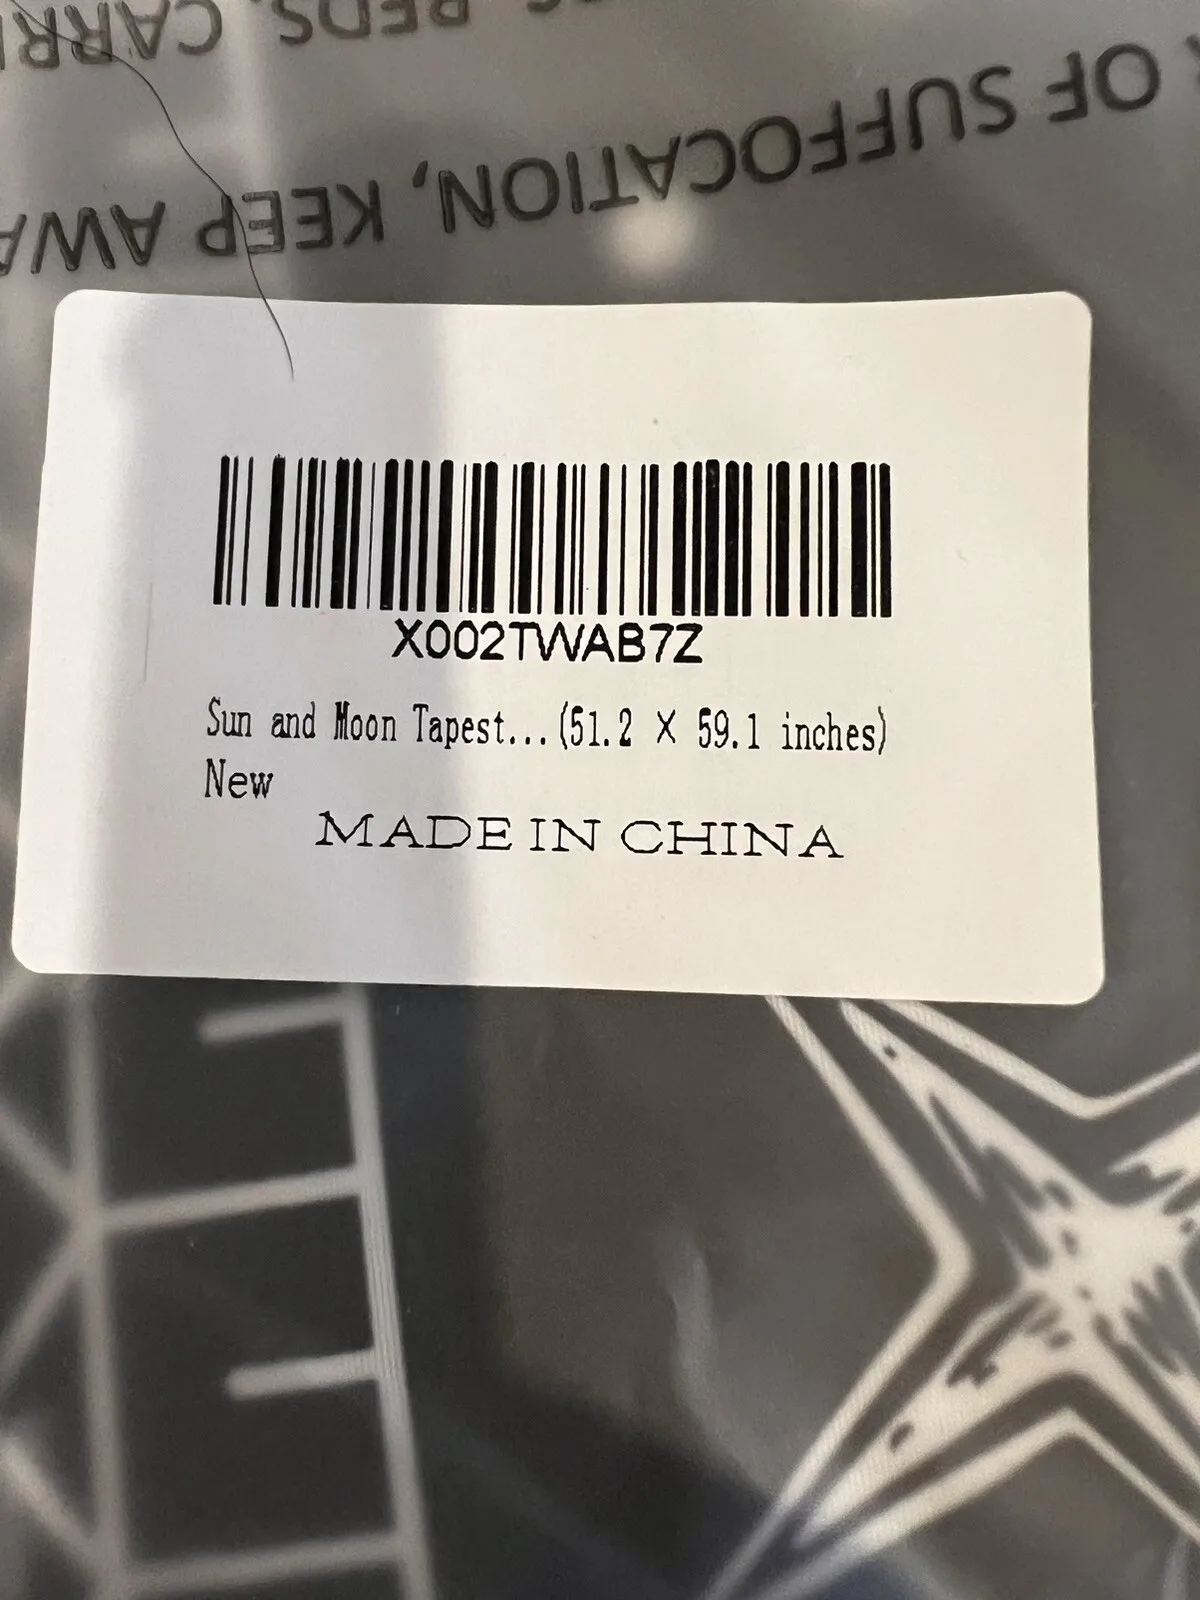 OF SUFFOCATION, KEEP
X002TWAB7Z
Sun and Moon Tapest...(51.2 X 59.1 inches)
New
MADE IN CHINA